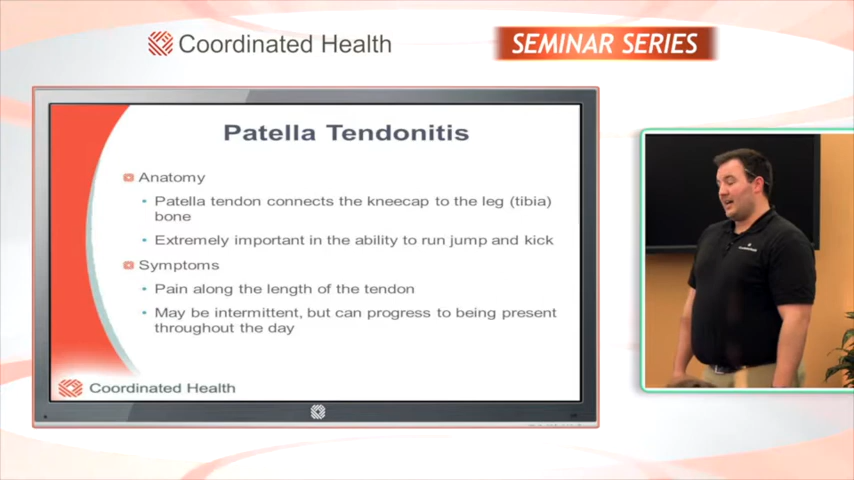 Coordinated Health
SEMINAR SERIES
Patella Tendonitis
Anatomy
Patella tendon connects the kneecap to the leg (tibia)
bone
Extremely important in the ability to run jump and kick
Symptoms
Pain along the length of the tendon
May be intermittent, but can progress to being present
throughout the day
Coordinated Health